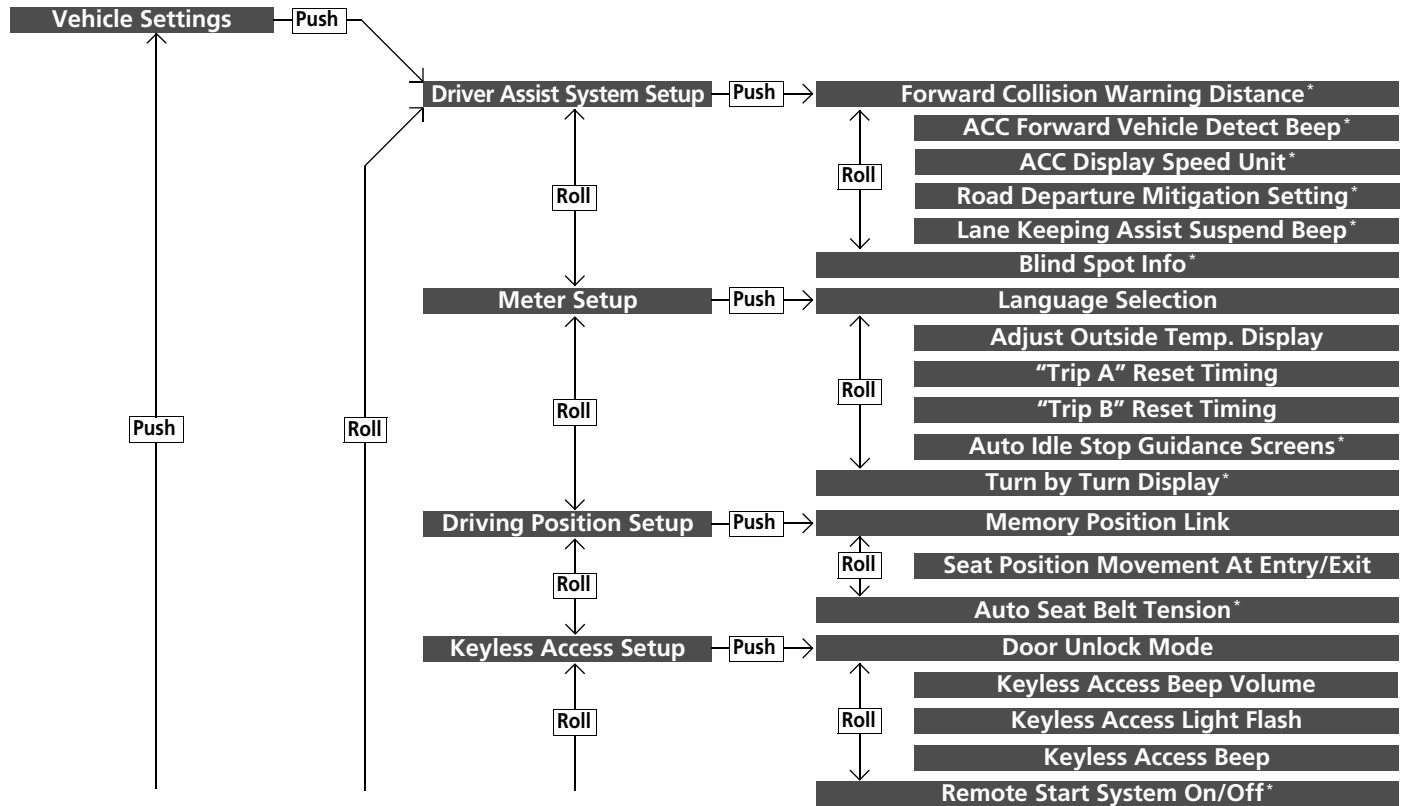 Vehicle Settings
Push
Driver Assist System Setup
Push
Forward Collision Warning Distance*
ACC Forward Vehicle Detect Beep*
ACC Display Speed Unit*
Roll
Roll
Road Departure Mitigation Setting*
Lane Keeping Assist Suspend Beep*
Blind Spot Info*
Meter Setup
Push
Language Selection
Adjust Outside Temp. Display
“Trip A” Reset Timing
Roll
Roll
“Trip B” Reset Timing
Push
Roll
Auto Idle Stop Guidance Screens*
Turn by Turn Display*
Driving Position Setup
Push
Memory Position Link
Roll
Roll
Seat Position Movement At Entry/Exit
Auto Seat Belt Tension*
Keyless Access Setup
Push
Door Unlock Mode
Keyless Access Beep Volume
Roll
Roll
Keyless Access Light Flash
Keyless Access Beep
Remote Start System On/Off*